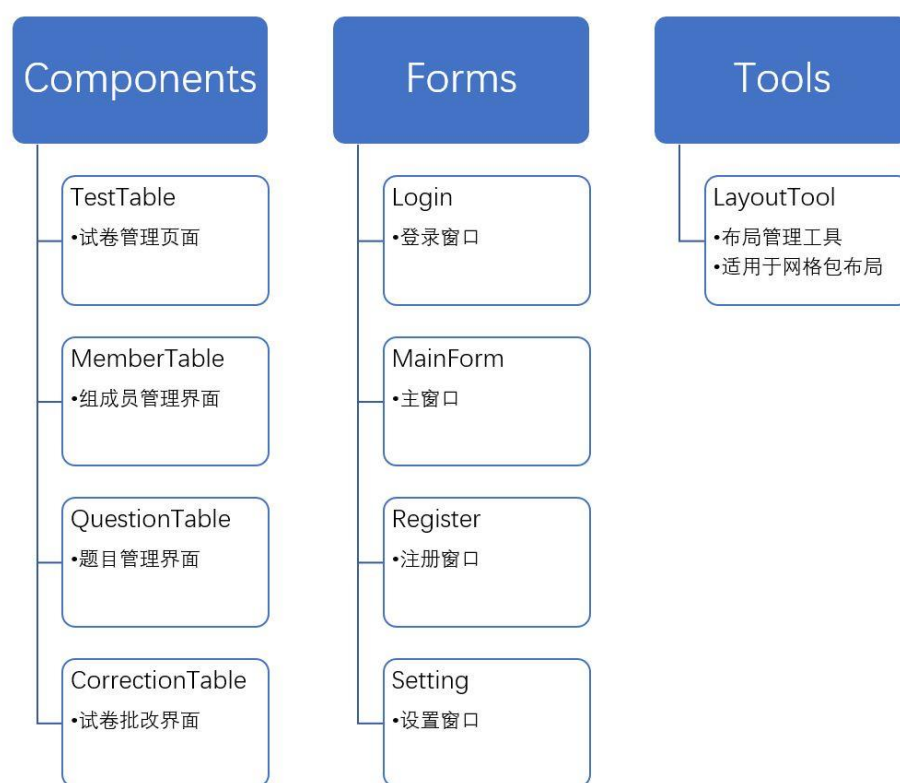 Components
TestTable
•试卷管理页面
MemberTable
•组成员管理界面
QuestionTable
•题目管理界面
CorrectionTable
•试卷批改界面
Forms
Login
•登录窗口
MainForm
•主窗口
Register
•注册窗口
Setting
•设置窗口
Tools
LayoutTool
•布局管理工具
•适用于网格包布局